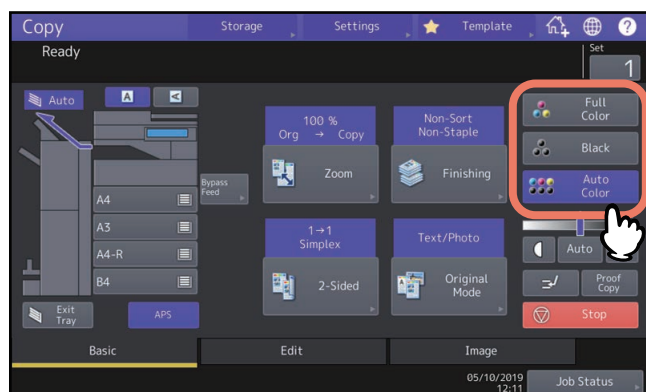 Copy
Storage
Settings
Template
?
Ready
Set
1
Auto
A
A
100 %
Org → Copy
Non-Sort
Non-Staple
Full
Color
Zoom
Finishing
Black
Bypass
Feed
Auto
Color
A4
A3
1→1
Simplex
Text/Photo
A4-R
Auto
B4
2-Sided
Original
Mode
Proof
Copy
Exit
Tray
APS
Stop
Basic
Edit
Image
05/10/2019
12:11
Job Status